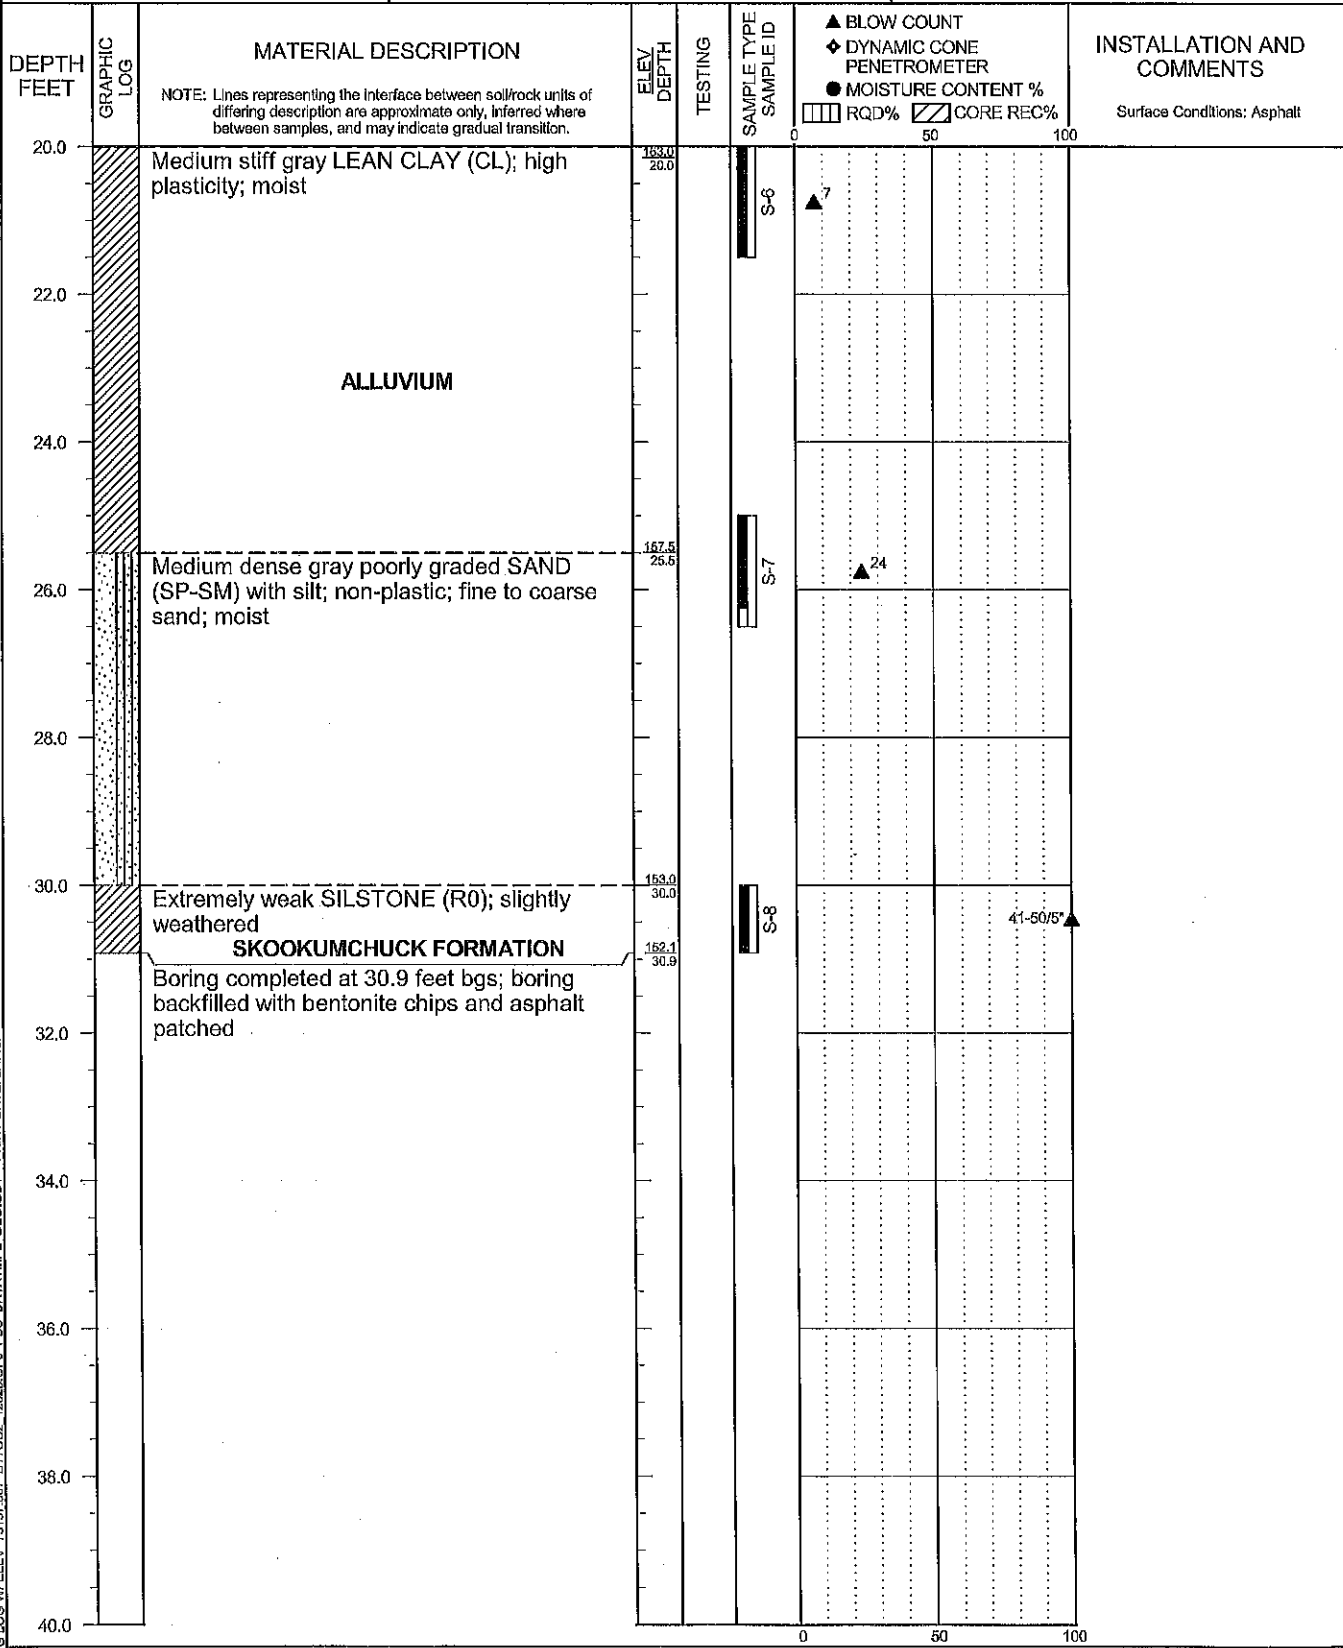 DEPTH
FEET
GRAPHIC
LOG
MATERIAL DESCRIPTION
NOTE: Lines representing the interface between soil/rock units of
differing description are approximate only, inferred where
between samples, and may indicate gradual transition.
ELEV
DEPTH
TESTING
SAMPLE TYPE
SAMPLE ID
▲ BLOW COUNT
DYNAMIC CONE
PENETROMETER
● MOISTURE CONTENT %
RQD% CORE REC%
0 50 100
INSTALLATION AND
COMMENTS
Surface Conditions: Asphalt
20.0
Medium stiff gray LEAN CLAY (CL); high
plasticity; moist
163.0
20.0
S-6
7
22.0
ALLUVIUM
24.0
157.5
25.5
Medium dense gray poorly graded SAND
(SP-SM) with silt; non-plastic; fine to coarse
sand; moist
S-7
24
26.0
28.0
30.0
153.0
30.0
Extremely weak SILSTONE (R0); slightly
weathered
S-8
41-50/5"
SKOOKUMCHUCK FORMATION
152.1
30.9
Boring completed at 30.9 feet bgs; boring
backfilled with bentonite chips and asphalt
patched
32.0
34.0
36.0
38.0
40.0
0 50 100